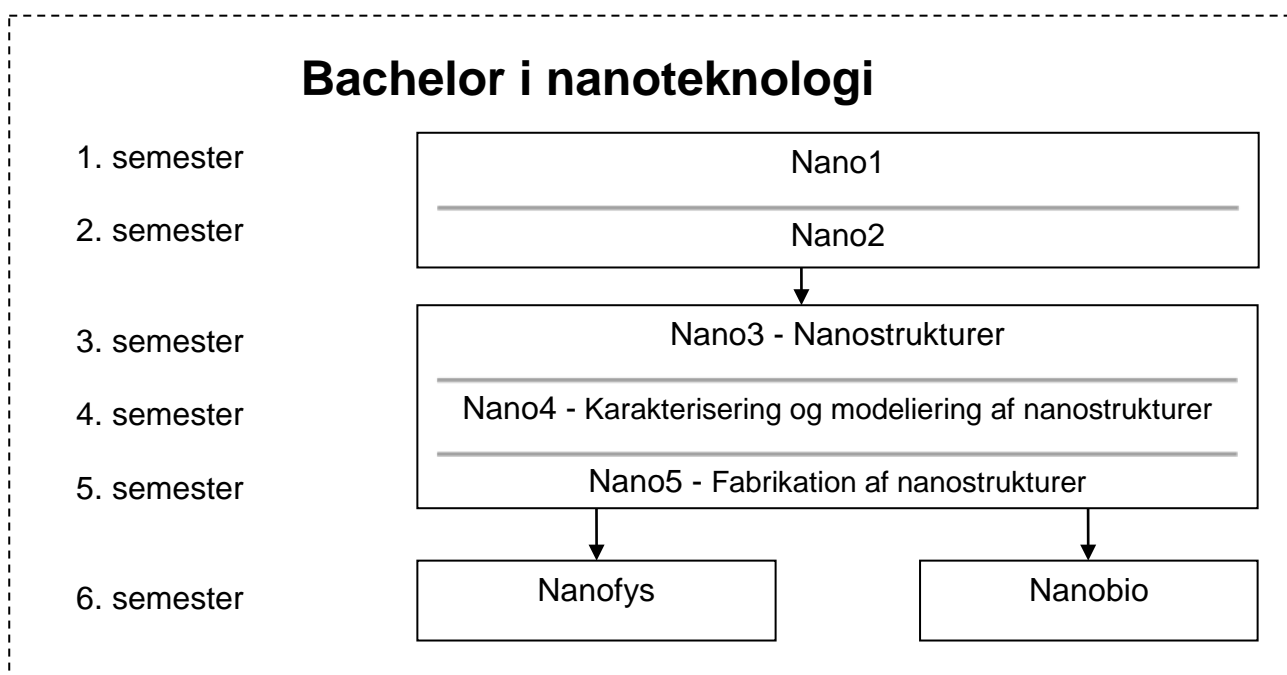 Bachelor i nanoteknologi
1. semester
Nano1
2. semester
Nano2
3. semester
Nano3 - Nanostrukturer
4. semester
Nano4 - Karakterisering og modeliering af nanostrukturer
5. semester
Nano5 - Fabrikation af nanostrukturer
6. semester
Nanofys
Nanobio